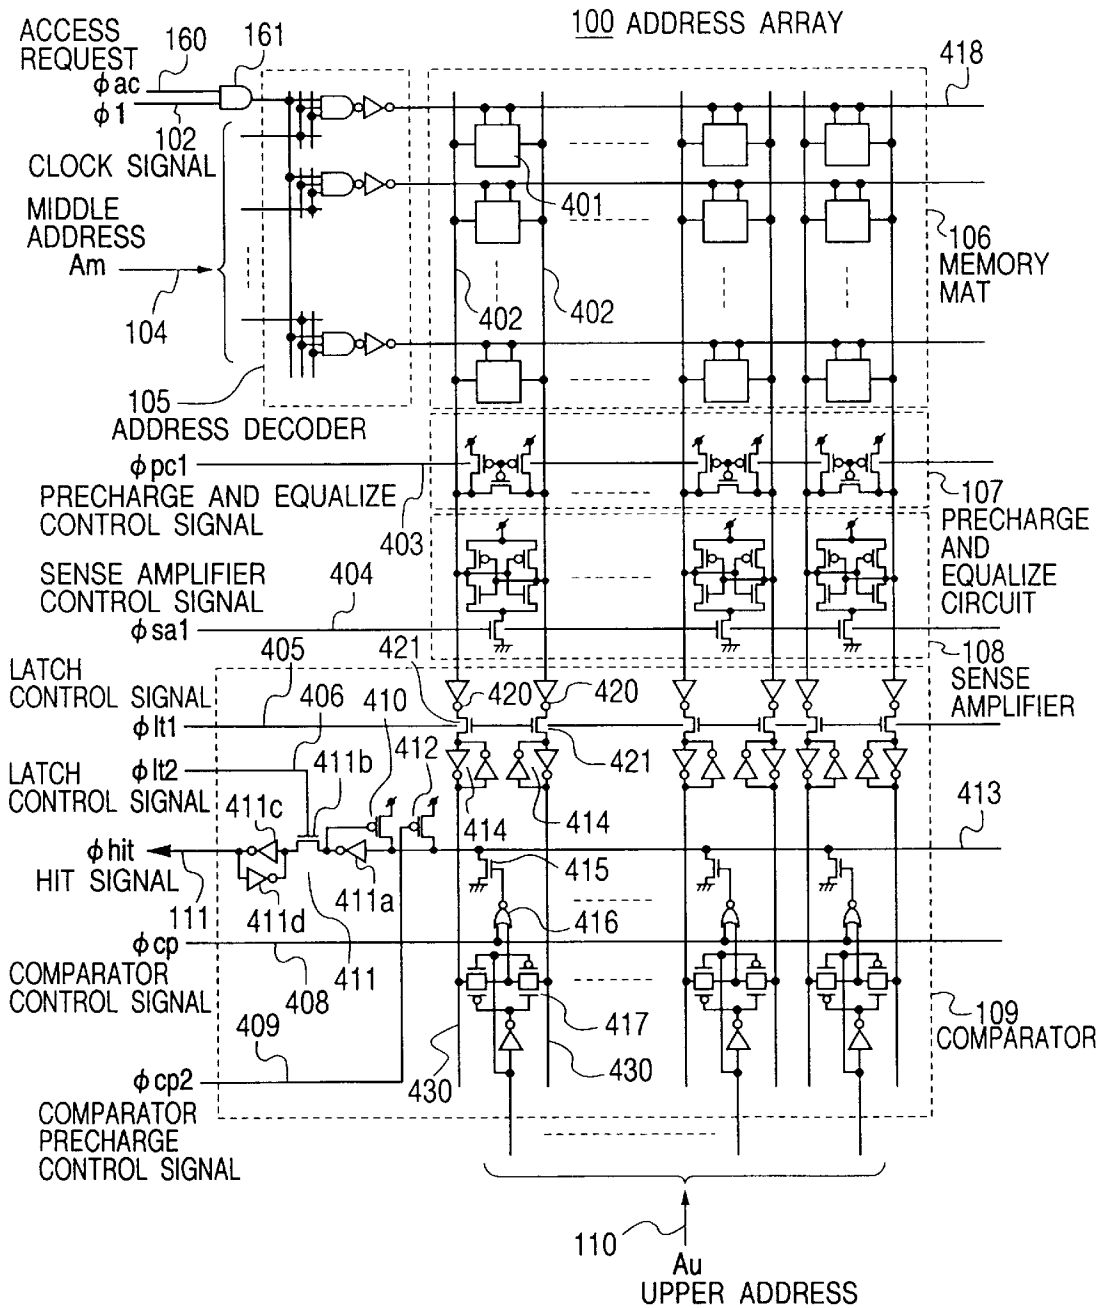 100 ADDRESS ARRAY
ACCESS
REQUEST
160
161
418
ϕac
ϕ1
102
CLOCK SIGNAL
401
MIDDLE
ADDRESS
Am
104
106
MEMORY
MAT
402
402
105
ADDRESS DECODER
ϕpc1
PRECHARGE AND EQUALIZE
CONTROL SIGNAL
403
107
PRECHARGE
AND
EQUALIZE
CIRCUIT
SENSE AMPLIFIER
CONTROL SIGNAL
404
ϕsa1
108
SENSE
AMPLIFIER
LATCH
CONTROL SIGNAL
405
406
410
421
420
420
ϕlt1
412
421
ϕlt2
LATCH
CONTROL SIGNAL
411b
411c
414
414
413
ϕhit
HIT SIGNAL
111
411d
411a
415
416
ϕcp
COMPARATOR
CONTROL SIGNAL
408
411
417
109
COMPARATOR
409
430
430
ϕcp2
COMPARATOR
PRECHARGE
CONTROL SIGNAL
110
Au
UPPER ADDRESS